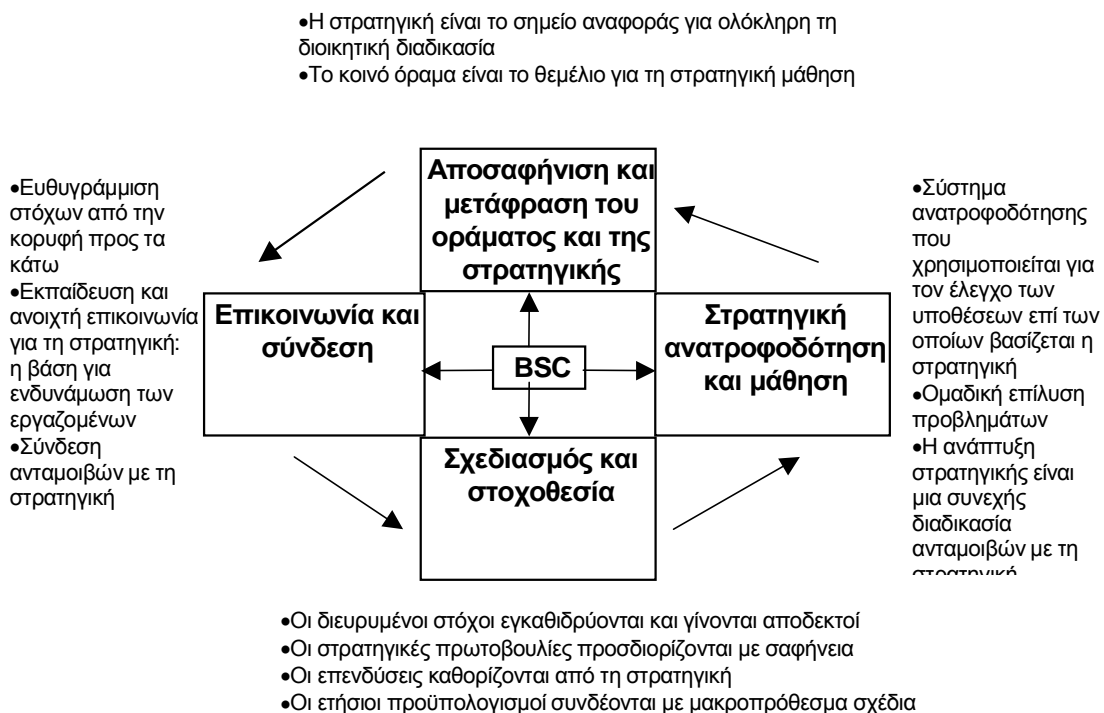 •Η στρατηγική είναι το σημείο αναφοράς για ολόκληρη τη
διοικητική διαδικασία
•Το κοινό όραμα είναι το θεμέλιο για τη στρατηγική μάθηση
Αποσαφήνιση και
μετάφραση του
οράματος και της
στρατηγικής
•Ευθυγράμμιση
στόχων από την
κορυφή προς τα
κάτω
•Εκπαίδευση και
ανοιχτή επικοινωνία
για τη στρατηγική:
η βάση για
ενδυνάμωση των
εργαζομένων
•Σύνδεση
ανταμοιβών με τη
στρατηγική
Επικοινωνία και
σύνδεση
BSC
Στρατηγική
ανατροφοδότηση
και μάθηση
•Σύστημα
ανατροφοδότησης
που
χρησιμοποιείται για
τον έλεγχο των
υποθέσεων επί των
οποίων βασίζεται η
στρατηγική
•Ομαδική επίλυση
προβλημάτων
•Η ανάπτυξη
στρατηγικής είναι
μια συνεχής
διαδικασία
ανταμοιβών με τη
στρατηγική
Σχεδιασμός και
στοχοθεσία
•Οι διευρυμένοι στόχοι εγκαθιδρύονται και γίνονται αποδεκτοί
•Οι στρατηγικές πρωτοβουλίες προσδιορίζονται με σαφήνεια
•Οι επενδύσεις καθορίζονται από τη στρατηγική
•Οι ετήσιοι προϋπολογισμοί συνδέονται με μακροπρόθεσμα σχέδια